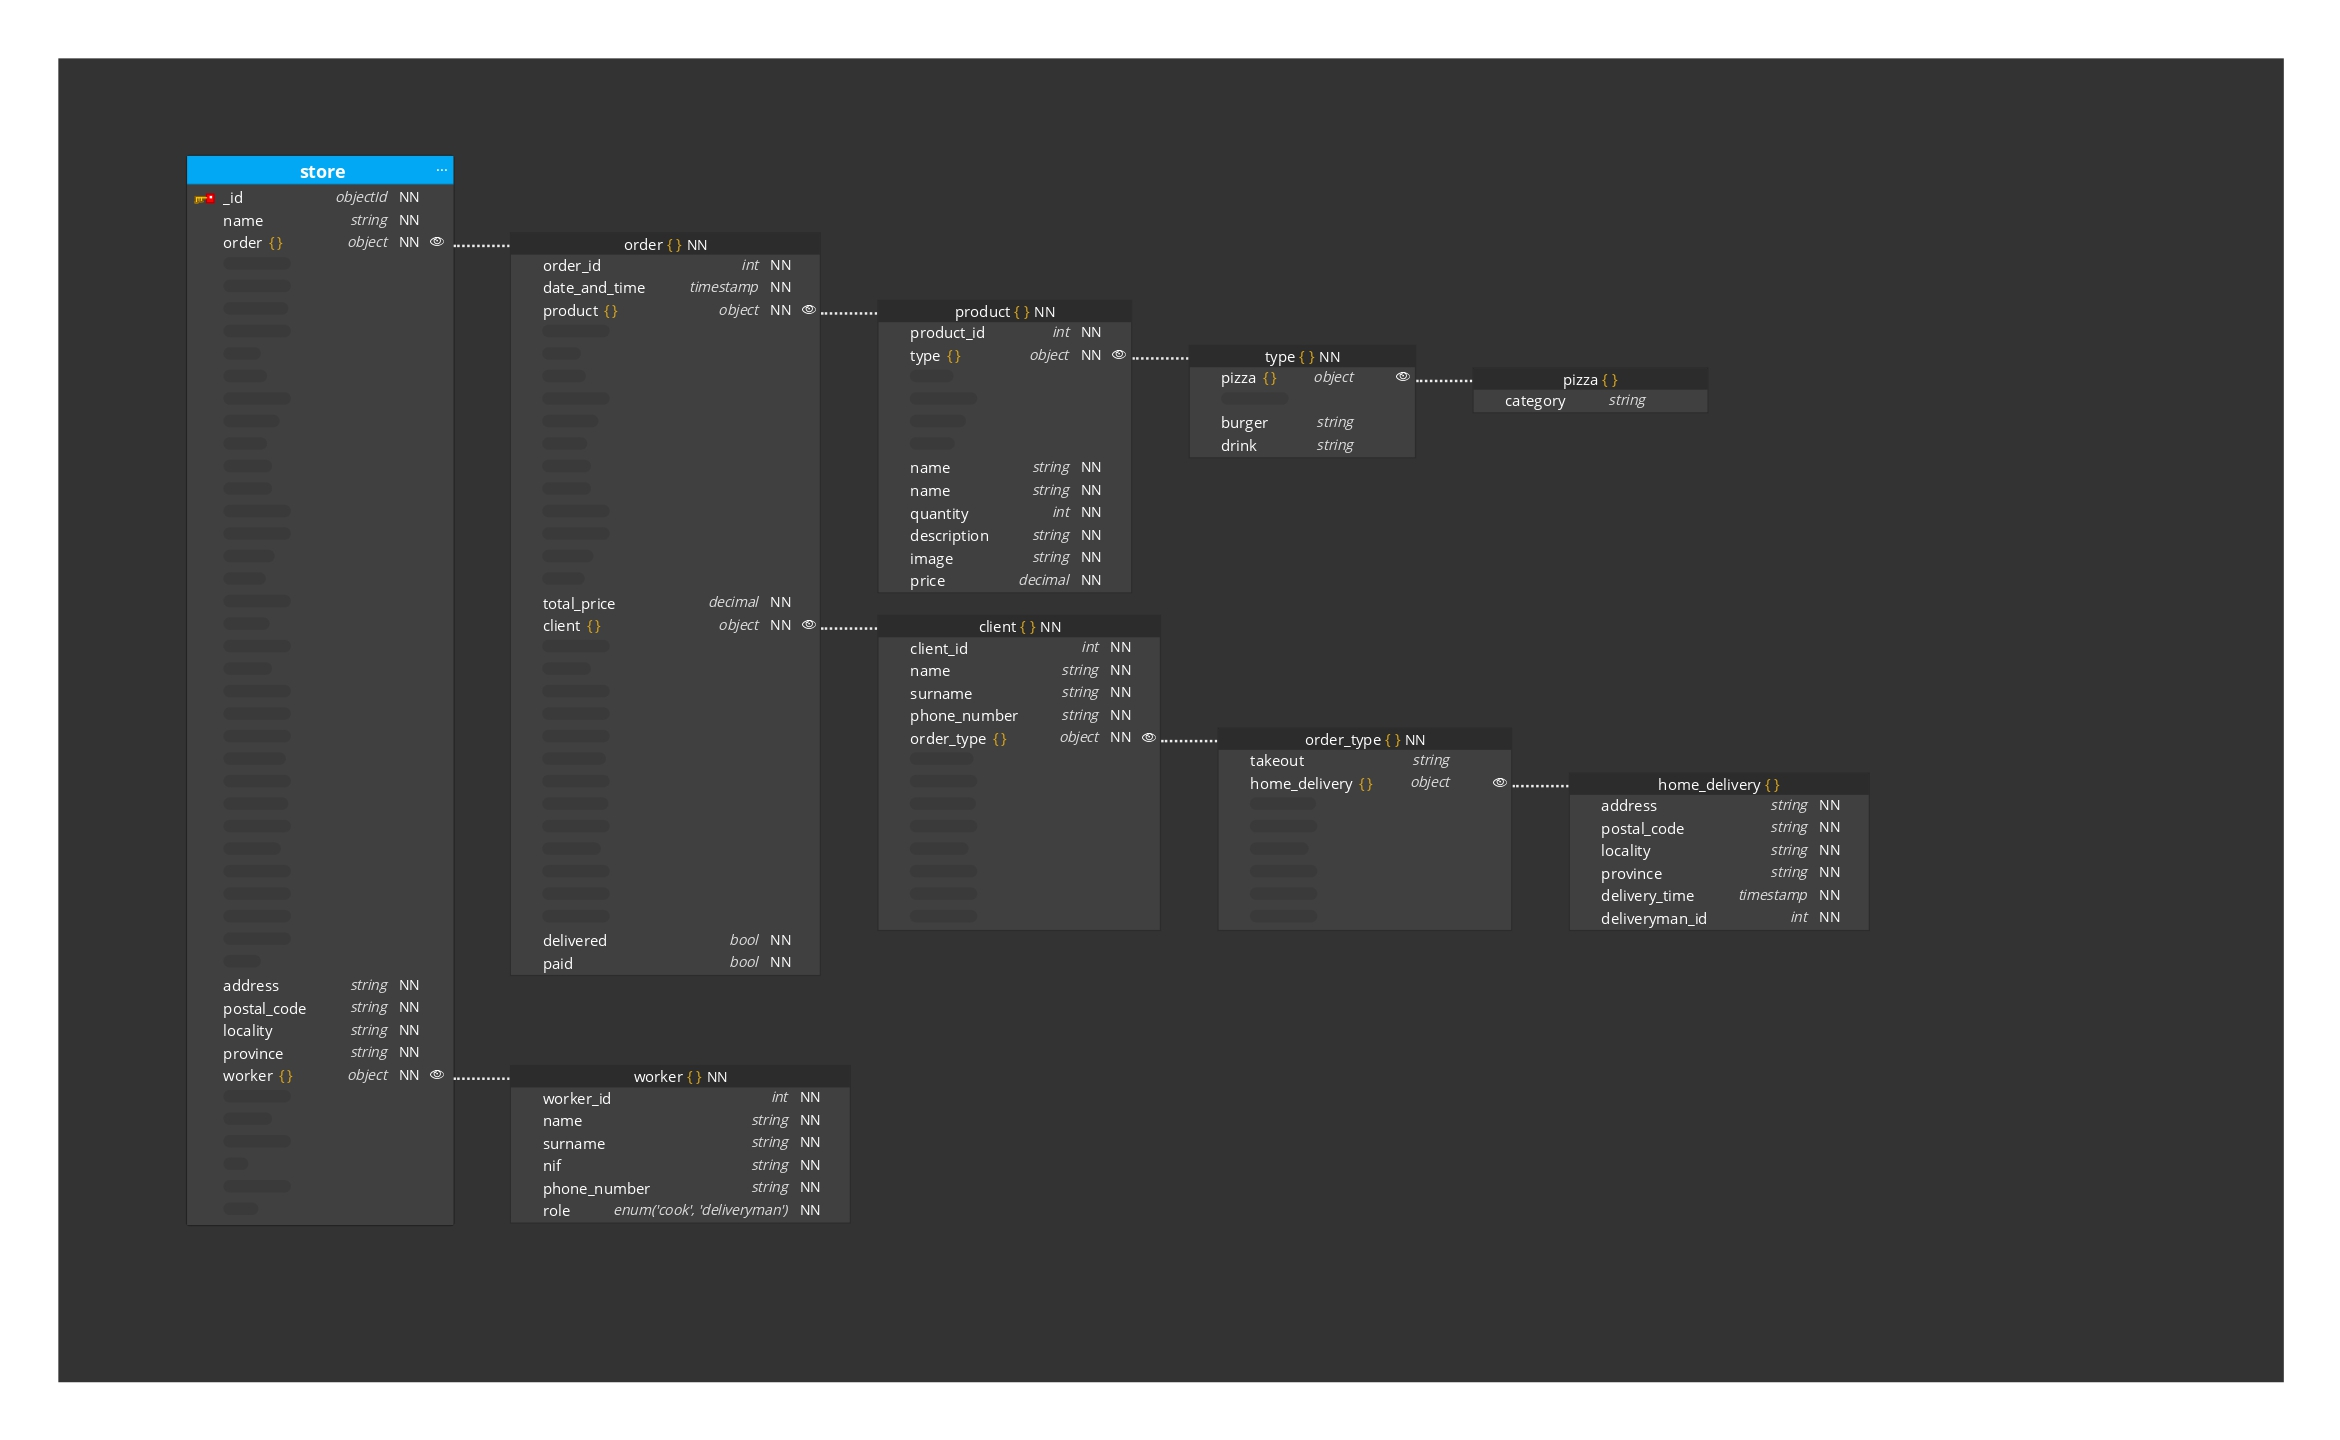 store ...
_id objectId NN
name string NN
order {} object NN
address string NN
postal_code string NN
locality string NN
province string NN
worker {} object NN
order { } NN
order_id int NN
date_and_time timestamp NN
product {} object NN
total_price decimal NN
client {} object NN
delivered bool NN
paid bool NN
product { } NN
product_id int NN
type {} object NN
name string NN
name string NN
quantity int NN
description string NN
image string NN
price decimal NN
type { } NN
pizza {} object
burger string
drink string
pizza { }
category string
client { } NN
client_id int NN
name string NN
surname string NN
phone_number string NN
order_type {} object NN
order_type { } NN
takeout string
home_delivery {} object
home_delivery { }
address string NN
postal_code string NN
locality string NN
province string NN
delivery_time timestamp NN
deliveryman_id int NN
worker { } NN
worker_id int NN
name string NN
surname string NN
nif string NN
phone_number string NN
role enum('cook', 'deliveryman') NN